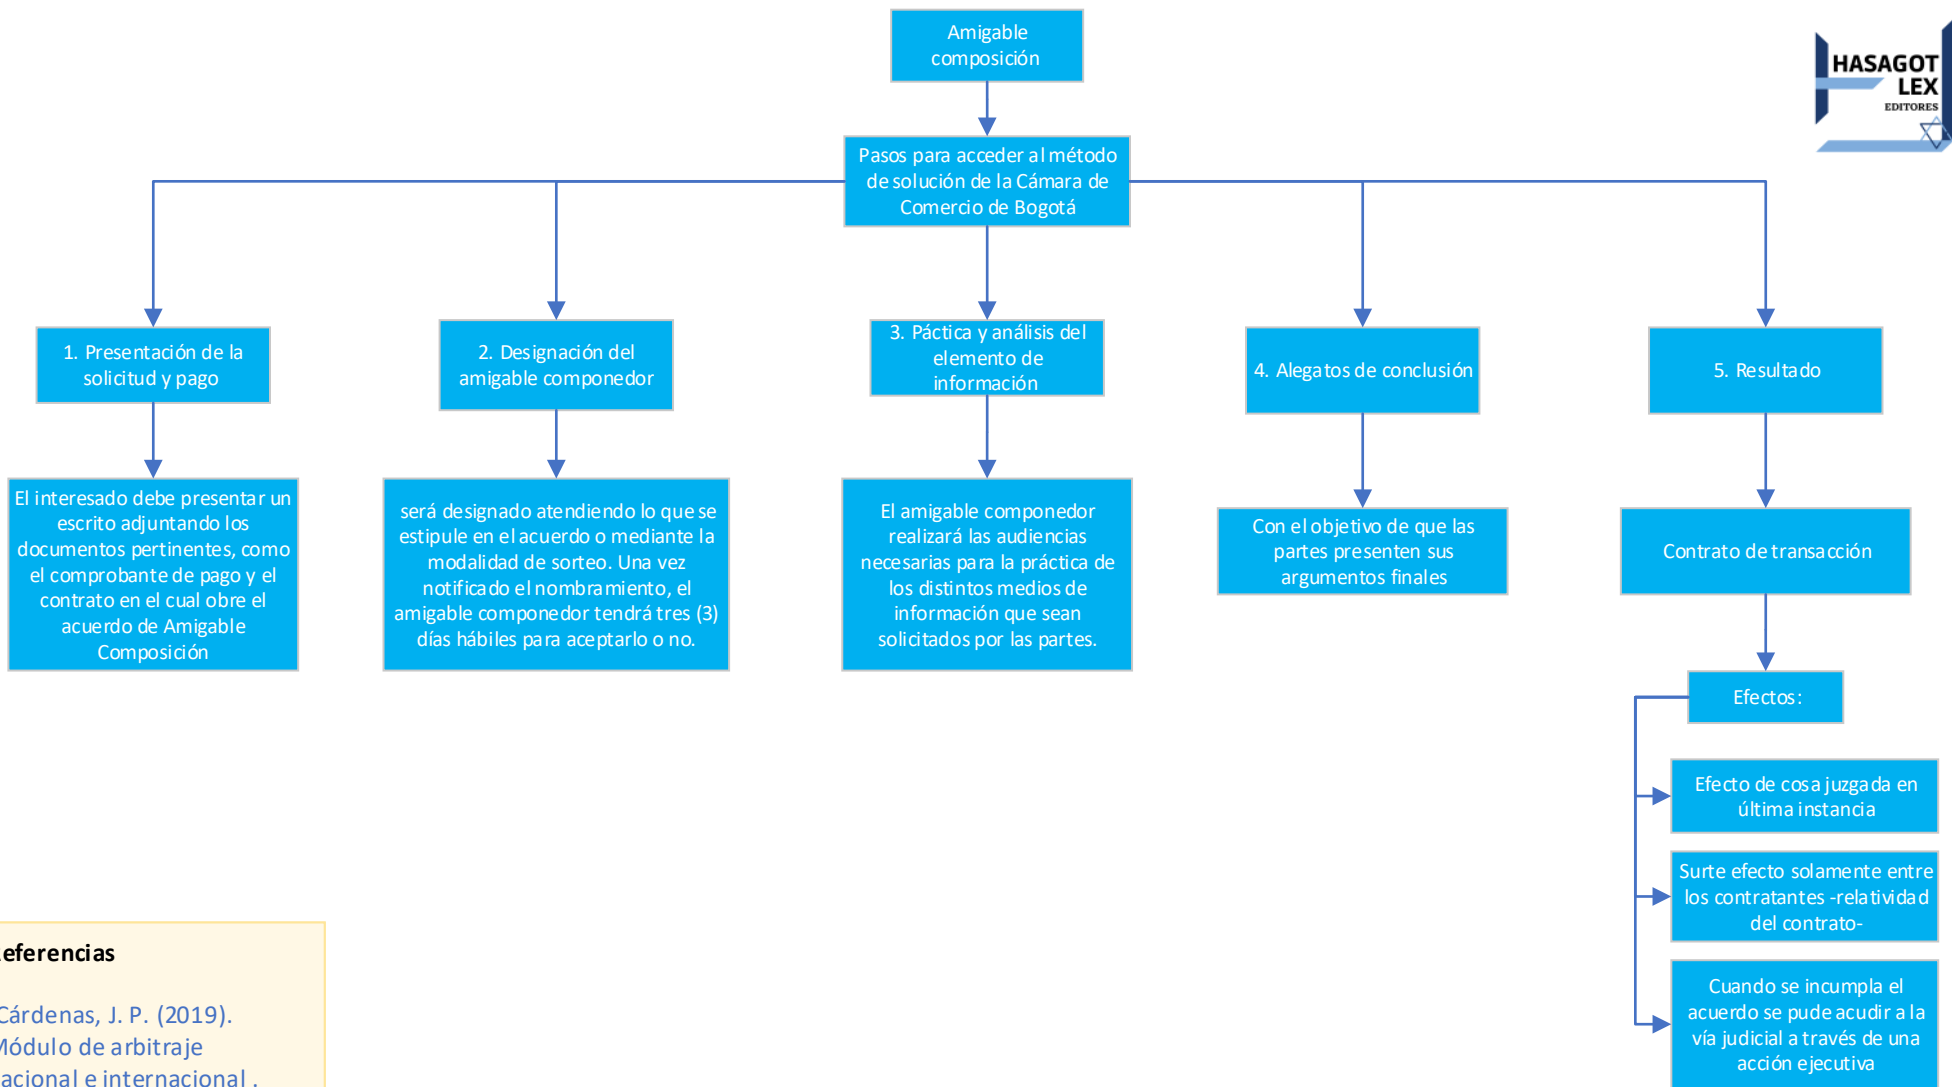 Amigable
composición
HASAGOT
LEX
EDITORES
Pasos para acceder al método
de solución de la Cámara de
Comercio de Bogotá
1. Presentación de la
solicitud y pago
2. Designación del
amigable componedor
3. Páctica y análisis del
elemento de
información
4. Alegatos de conclusión
5. Resultado
El interesado debe presentar un
escrito adjuntando los
documentos pertinentes, como
el comprobante de pago y el
contrato en el cual obre el
acuerdo de Amigable
Composición
será designado atendiendo lo que se
estipule en el acuerdo o mediante la
modalidad de sorteo. Una vez
notificado el nombramiento, el
amigable componedor tendrá tres (3)
días hábiles para aceptarlo o no.
El amigable componedor
realizará las audiencias
necesarias para la práctica de
los distintos medios de
información que sean
solicitados por las partes.
Con el objetivo de que las
partes presenten sus
argumentos finales
Contrato de transacción
Efectos:
Efecto de cosa juzgada en
última instancia
Surte efecto solamente entre
los contratantes -relatividad
del contrato-
Cuando se incumpla el
acuerdo se pude acudir a la
vía judicial a través de una
acción ejecutiva
eferencias
Cárdenas, J. P. (2019).
Módulo de arbitraje
acional e internacional .